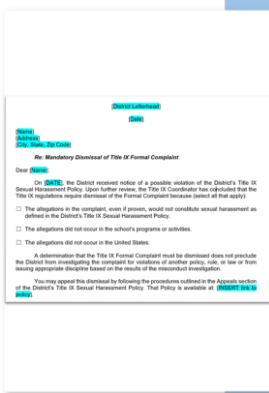 [District Letterhead]
[Date]
[Name]
[Address]
[City, State, Zip Code]
Re: Mandatory Dismissal of Title IX Formal Complaint
Dear [Name]:
On [DATE], the District received notice of a possible violation of the District's Title IX
Sexual Harassment Policy. Upon further review, the Title IX Coordinator has concluded that the
Title IX regulations require dismissal of the Formal Complaint because (select all that apply):
☐ The allegations in the complaint, even if proven, would not constitute sexual harassment as
defined in the District's Title IX Sexual Harassment Policy.
☐ The allegations did not occur in the school's programs or activities.
☐ The allegations did not occur in the United States.
A determination that the Title IX Formal Complaint must be dismissed does not preclude
the District from investigating the complaint for violations of another policy, rule, or law or from
issuing appropriate discipline based on the results of the misconduct investigation.
You may appeal this dismissal by following the procedures outlined in the Appeals section
of the District's Title IX Sexual Harassment Policy. That Policy is available at: [INSERT link to
policy].